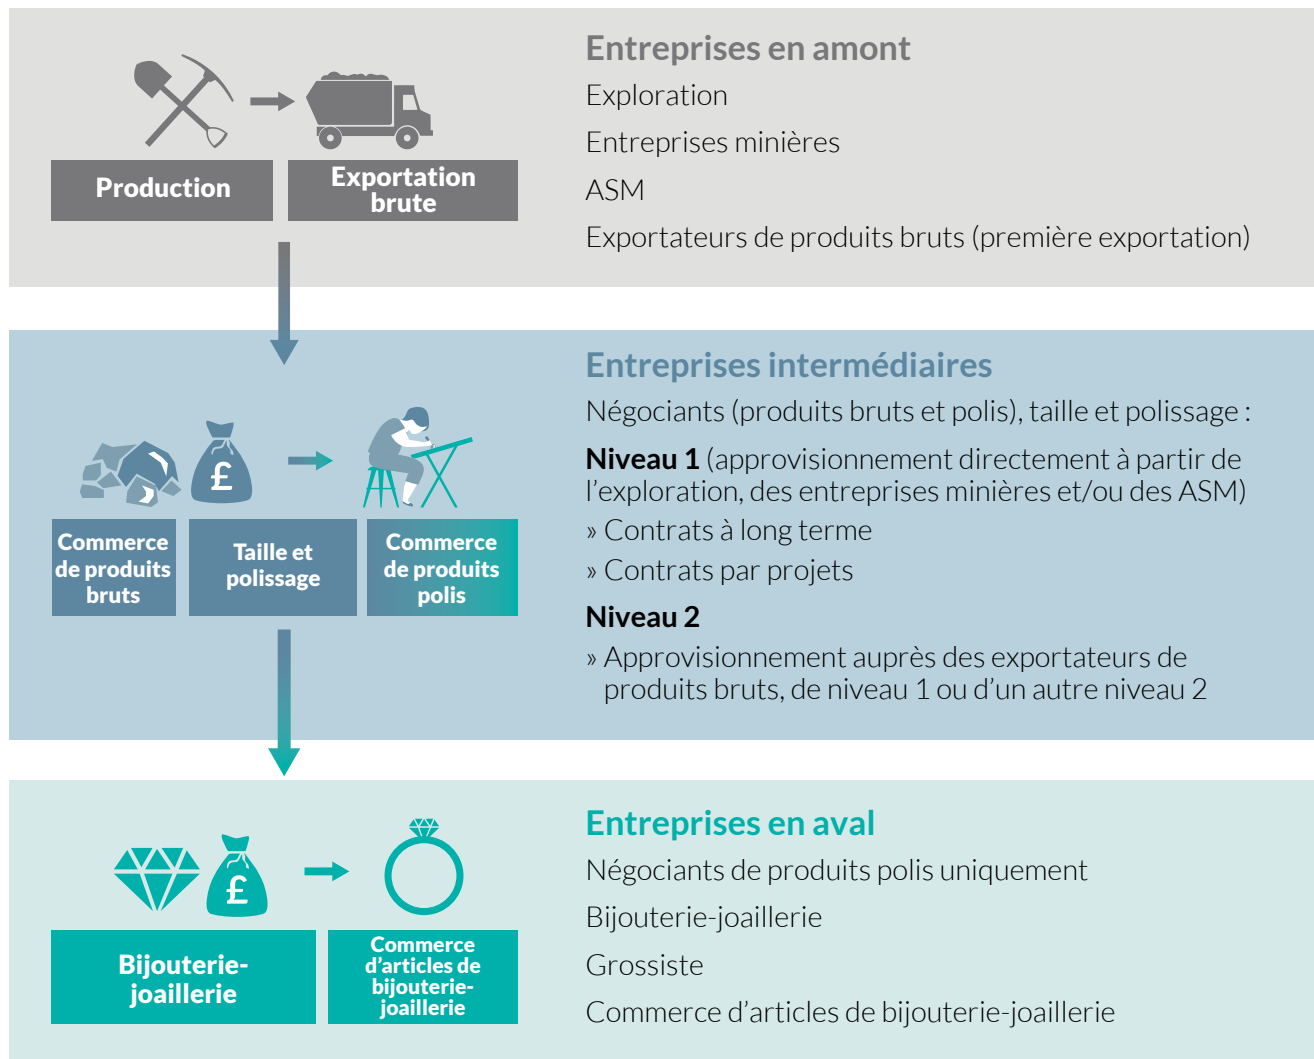 Entreprises en amont
Exploration
Entreprises minières
ASM
Exportateurs de produits bruts (première exportation)
Production
Exportation
brute
Entreprises intermédiaires
Négociants (produits bruts et polis), taille et polissage :
Niveau 1 (approvisionnement directement à partir de
l’exploration, des entreprises minières et/ou des ASM)
» Contrats à long terme
» Contrats par projets
Niveau 2
» Approvisionnement auprès des exportateurs de
produits bruts, de niveau 1 ou d’un autre niveau 2
£
Commerce
de produits
bruts
Taille et
polissage
Commerce
de produits
polis
Entreprises en aval
Négociants de produits polis uniquement
Bijouterie-joaillerie
Grossiste
Commerce d’articles de bijouterie-joaillerie
£
Bijouterie-
joaillerie
Commerce
d’articles de
bijouterie-
joaillerie